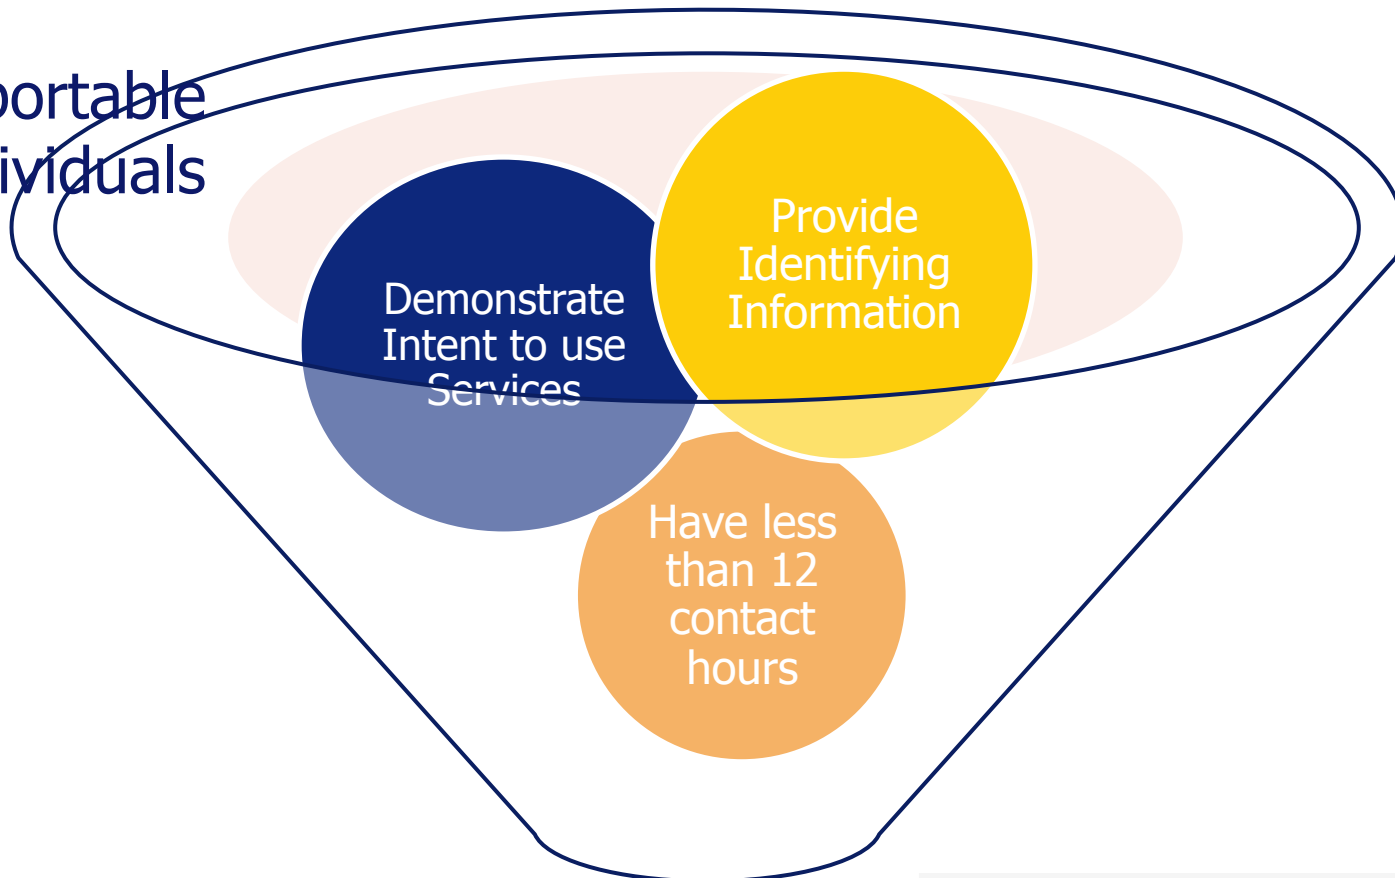 portable
ividuals
Provide
Identifying
Information
Demonstrate
Intent to use
Services
Have less
than 12
contact
hours